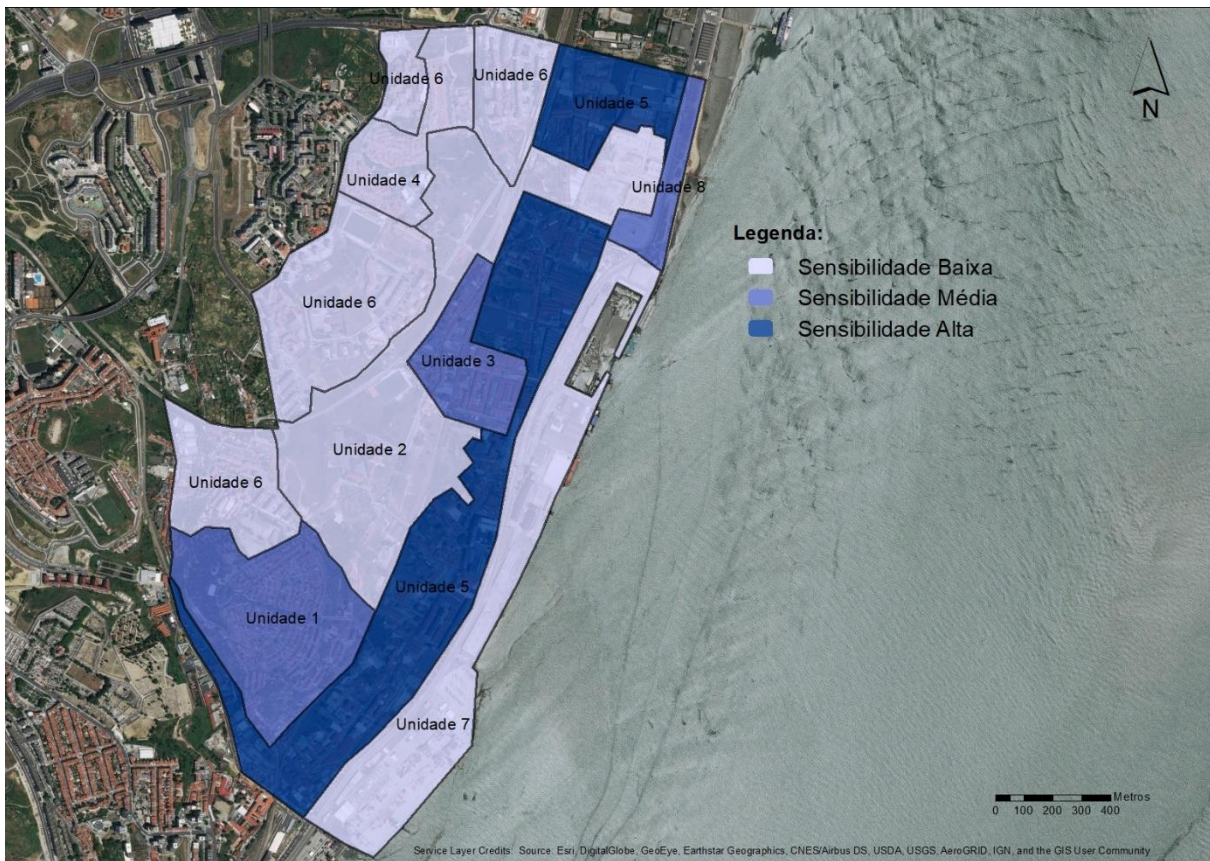 Unidade 6
Unidade 6
Unidade 5
N
Unidade 4
Unidade 8
Legenda:
Sensibilidade Baixa
Sensibilidade Média
Sensibilidade Alta
Unidade 6
Unidade 3
Unidade 2
Unidade 6
Unidade 5
Unidade 1
Unidade 7
Metros
0 100 200 300 400
Service Layer Credits: Source: Esri, DigitalGlobe, GeoEye, Earthstar Geographics, CNES/Airbus DS, USDA, USGS, AeroGRID, IGN, and the GIS User Community